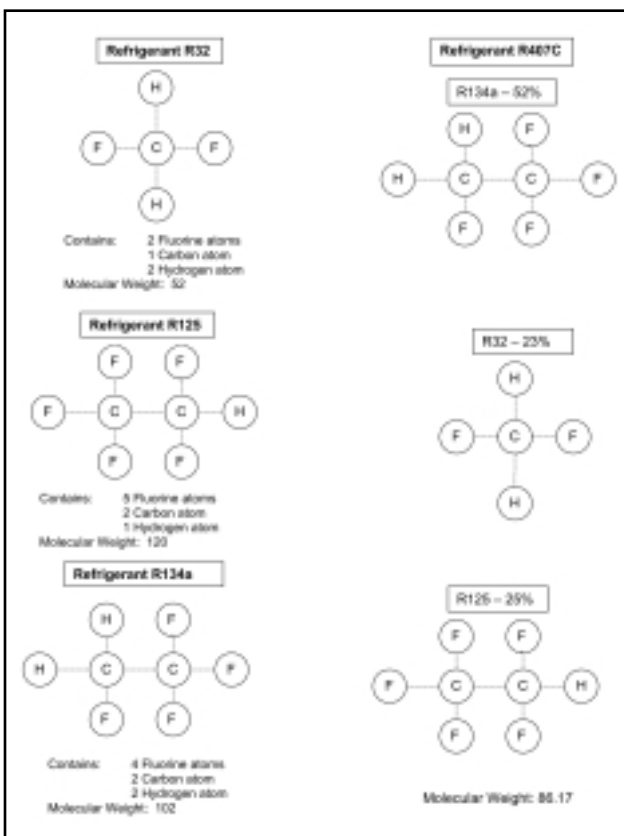 Refrigerant R32
H
F C F
H
Contains: 2 Fluorine atoms
1 Carbon atom
2 Hydrogen atom
Molecular Weight: 52
Refrigerant R125
F F
F C C H
F F
Contains: 5 Fluorine atoms
2 Carbon atom
1 Hydrogen atom
Molecular Weight: 120
Refrigerant R134a
H F
H C C F
F F
Contains: 4 Fluorine atoms
2 Carbon atom
2 Hydrogen atom
Molecular Weight: 102
Refrigerant R407C
R134a – 52%
H F
H C C F
F F
R32 – 23%
H
F C F
H
R125 – 25%
F F
F C C H
F F
Molecular Weight: 86.17